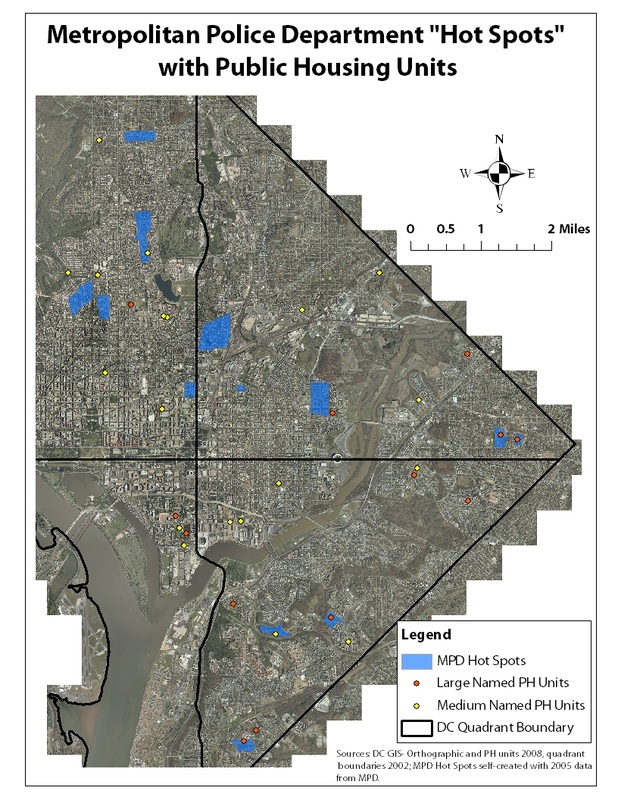 Metropolitan Police Department "Hot Spots"
with Public Housing Units
N
W E
S
0 0.5 1 2 Miles
Legend
MPD Hot Spots
Large Named PH Units
Medium Named PH Units
DC Quadrant Boundary
Sources: DC GIS- Orthographic and PH units 2008, quadrant
boundaries 2002; MPD Hot Spots self-created with 2005 data
from MPD.